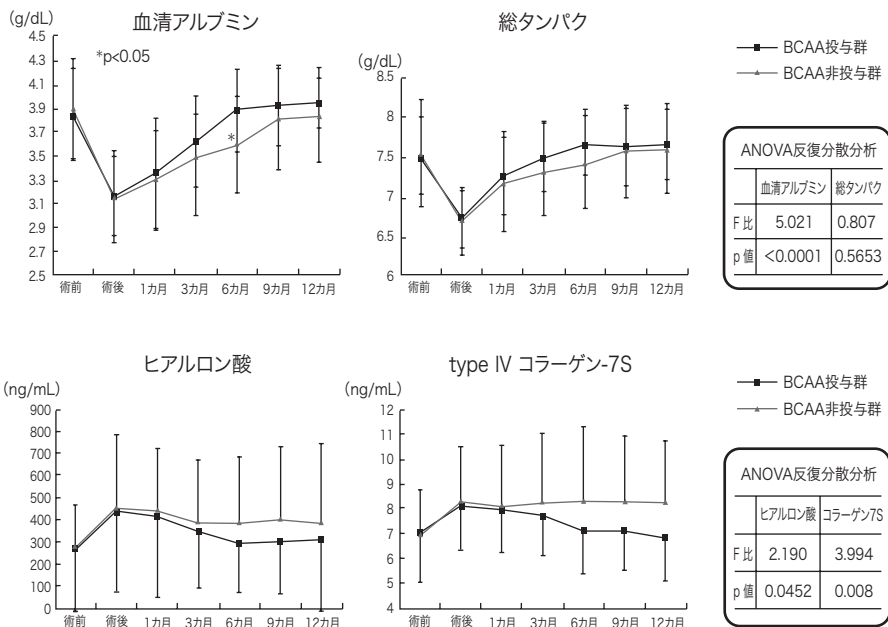 血清アルブミン
(g/dL)
*p<0.05
4.5
4.3
4.1
3.9
3.7
3.5
3.3
3.1
2.9
2.7
2.5
*
術前 術後 1カ月 3カ月 6カ月 9カ月 12カ月
総タンパク
(g/dL)
8.5
8
7.5
7
6.5
6
術前 術後 1カ月 3カ月 6カ月 9カ月 12カ月
BCAA投与群
BCAA非投与群
ANOVA反復分散分析
血清アルブミン 総タンパク
F比 5.021 0.807
p値 <0.0001 0.5653
ヒアルロン酸
(ng/mL)
900
800
700
600
500
400
300
200
100
0
術前 術後 1カ月 3カ月 6カ月 9カ月 12カ月
type Ⅳ コラーゲン-7S
(ng/mL)
12
11
10
9
8
7
6
5
4
術前 術後 1カ月 3カ月 6カ月 9カ月 12カ月
BCAA投与群
BCAA非投与群
ANOVA反復分散分析
ヒアルロン酸 コラーゲン7S
F比 2.190 3.994
p値 0.0452 0.008